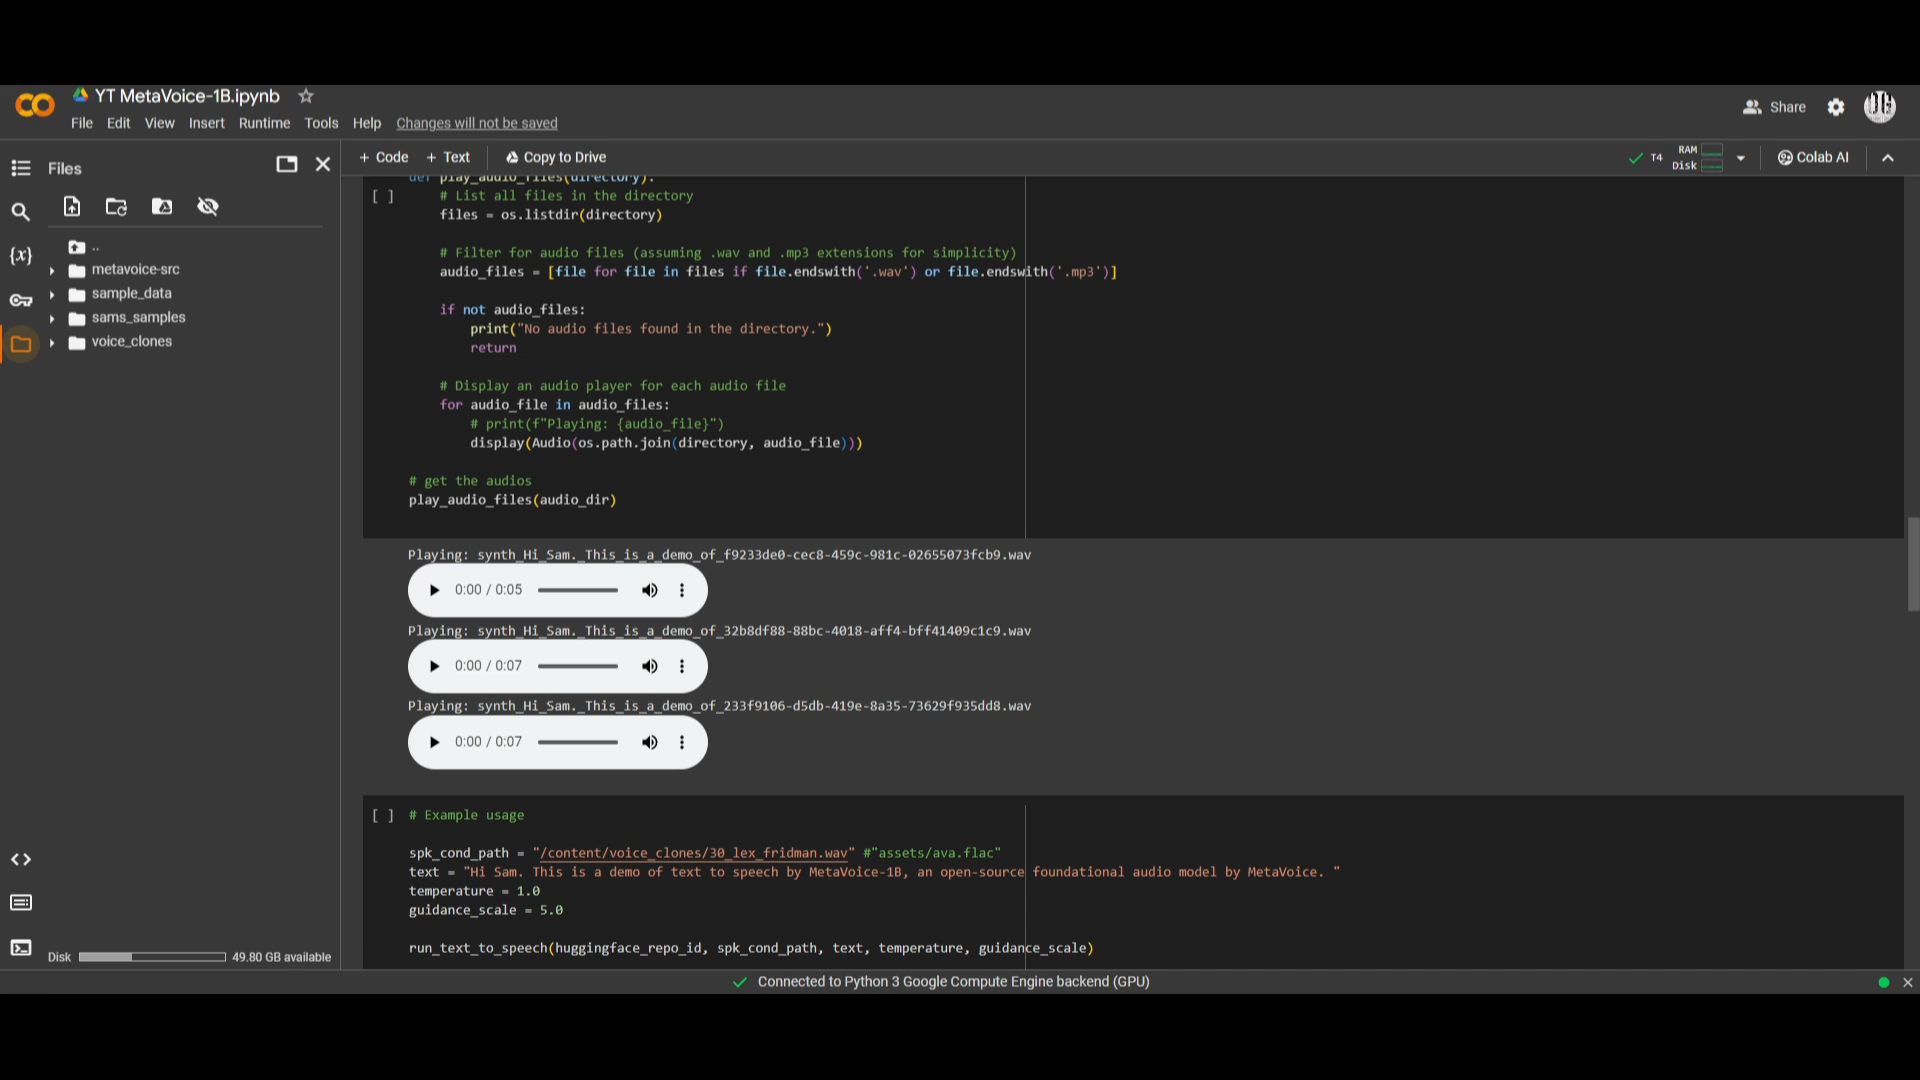 YT MetaVoice-1B.ipynb
File Edit View Insert Runtime Tools Help Changes will not be saved
Share
Files
+ Code + Text Copy to Drive
T4 RAM
Disk
Colab AI
{x}
..
metavoice-src
sample_data
sams_samples
voice_clones
def play_audio_files(directory):
[ ] # List all files in the directory
files = os.listdir(directory)
# Filter for audio files (assuming .wav and .mp3 extensions for simplicity)
audio_files = [file for file in files if file.endswith('.wav') or file.endswith('.mp3')]
if not audio_files:
print("No audio files found in the directory.")
return
# Display an audio player for each audio file
for audio_file in audio_files:
# print(f"Playing: {audio_file}")
display(Audio(os.path.join(directory, audio_file)))
# get the audios
play_audio_files(audio_dir)
Playing: synth_Hi_Sam._This_is_a_demo_of_f9233de0-cec8-459c-981c-02655073fcb9.wav
0:00 / 0:05
Playing: synth_Hi_Sam._This_is_a_demo_of_32b8df88-88bc-4018-aff4-bff41409c1c9.wav
0:00 / 0:07
Playing: synth_Hi_Sam._This_is_a_demo_of_233f9106-d5db-419e-8a35-73629f935dd8.wav
0:00 / 0:07
[ ] # Example usage
spk_cond_path = "/content/voice_clones/30_lex_fridman.wav" #"assets/ava.flac"
text = "Hi Sam. This is a demo of text to speech by MetaVoice-1B, an open-source foundational audio model by MetaVoice. "
temperature = 1.0
guidance_scale = 5.0
run_text_to_speech(huggingface_repo_id, spk_cond_path, text, temperature, guidance_scale)
Disk 49.80 GB available
Connected to Python 3 Google Compute Engine backend (GPU)